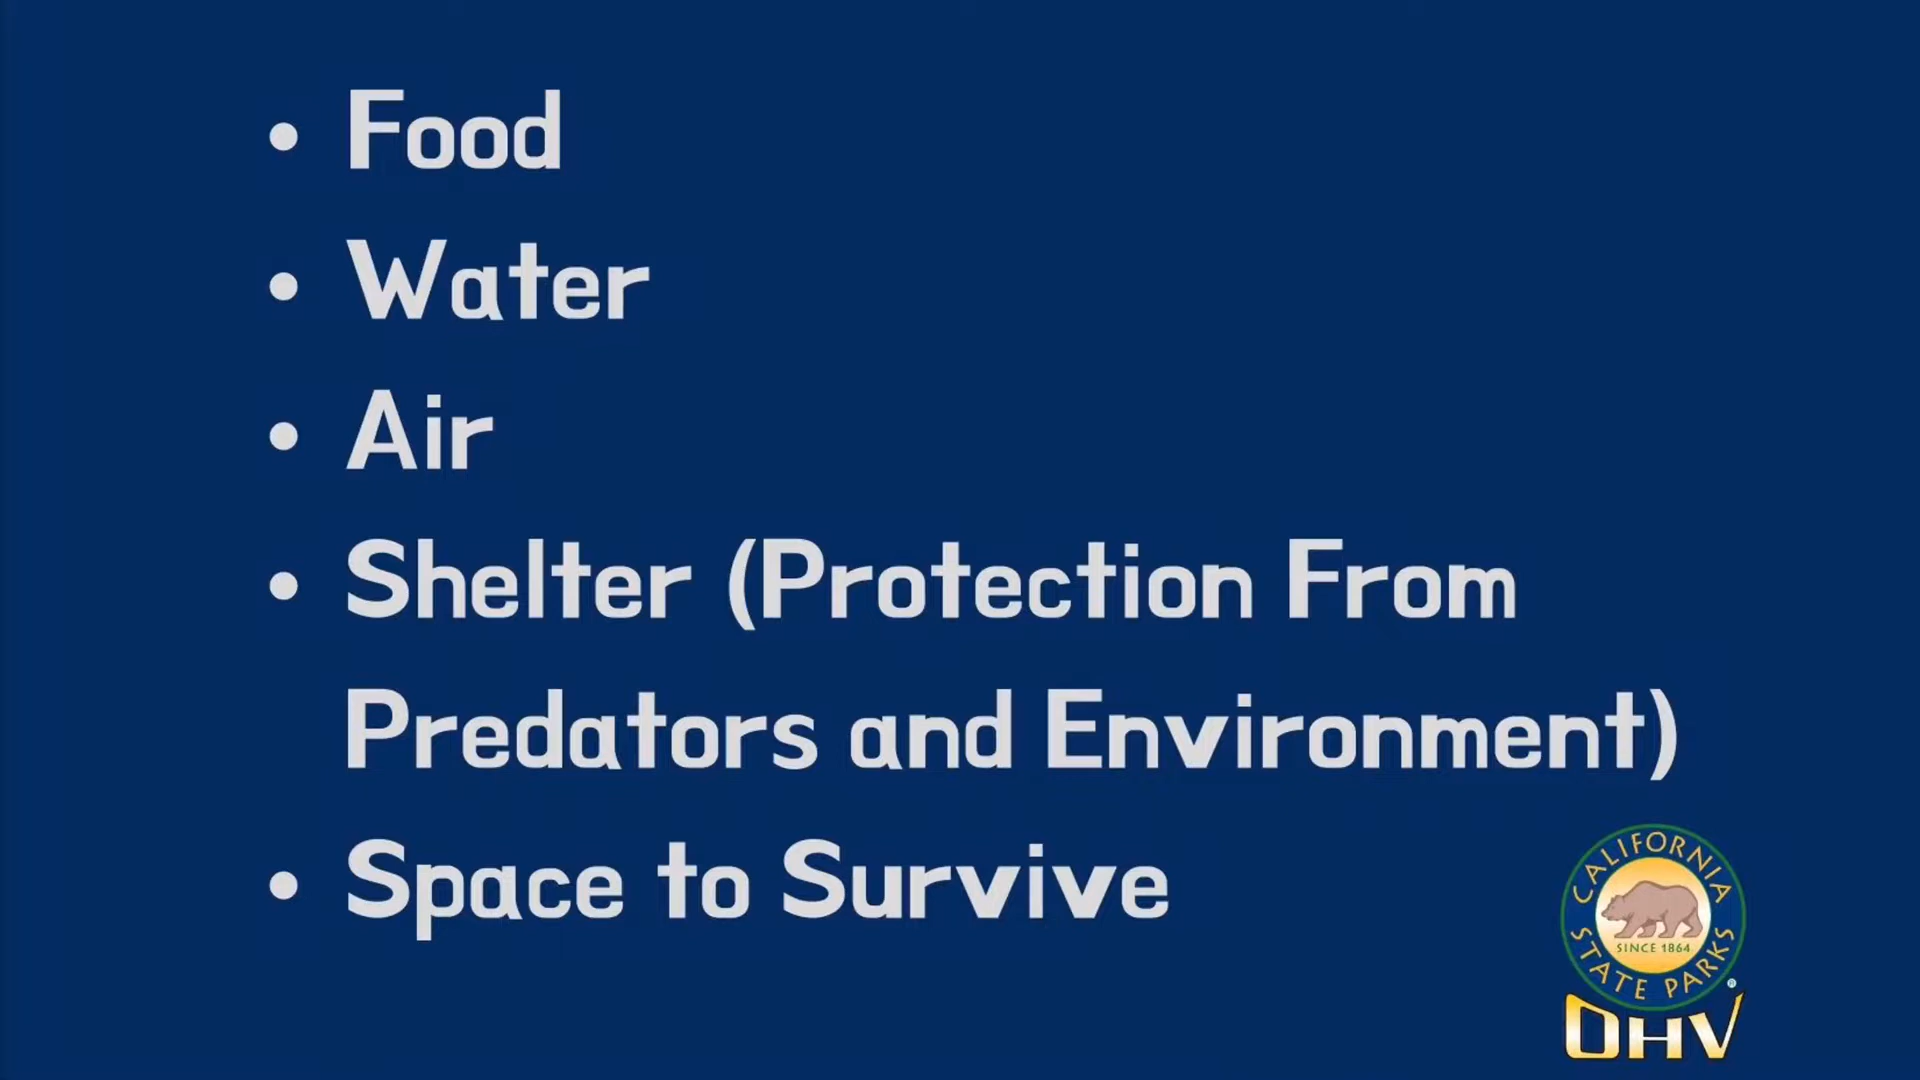 • Food
• Water
• Air
• Shelter (Protection From
Predators and Environment)
• Space to Survive
CALIFORNIA
SINCE 1864
STATE PARKS
®
OHV